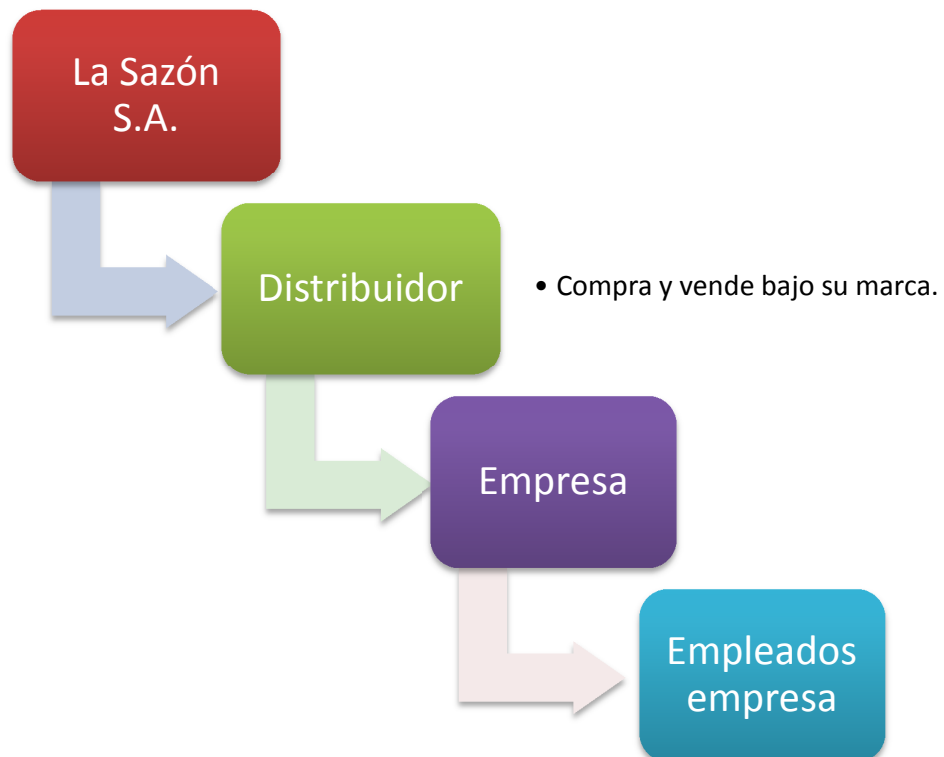 La Sazón
S.A.
Distribuidor
• Compra y vende bajo su marca.
Empresa
Empleados
empresa